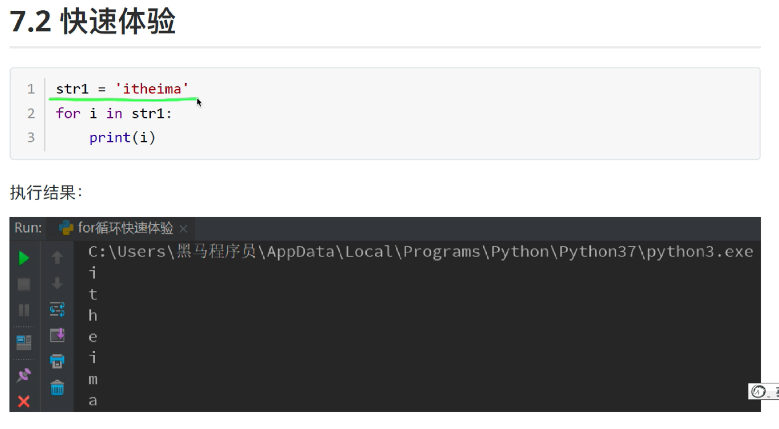 7.2 快速体验
1 str1 = 'itheima'
2 for i in str1:
3 print(i)
执行结果：
Run: for循环快速体验 ×
C:\Users\黑马程序员\AppData\Local\Programs\Python\Python37\python3.exe
i
t
h
e
i
m
a